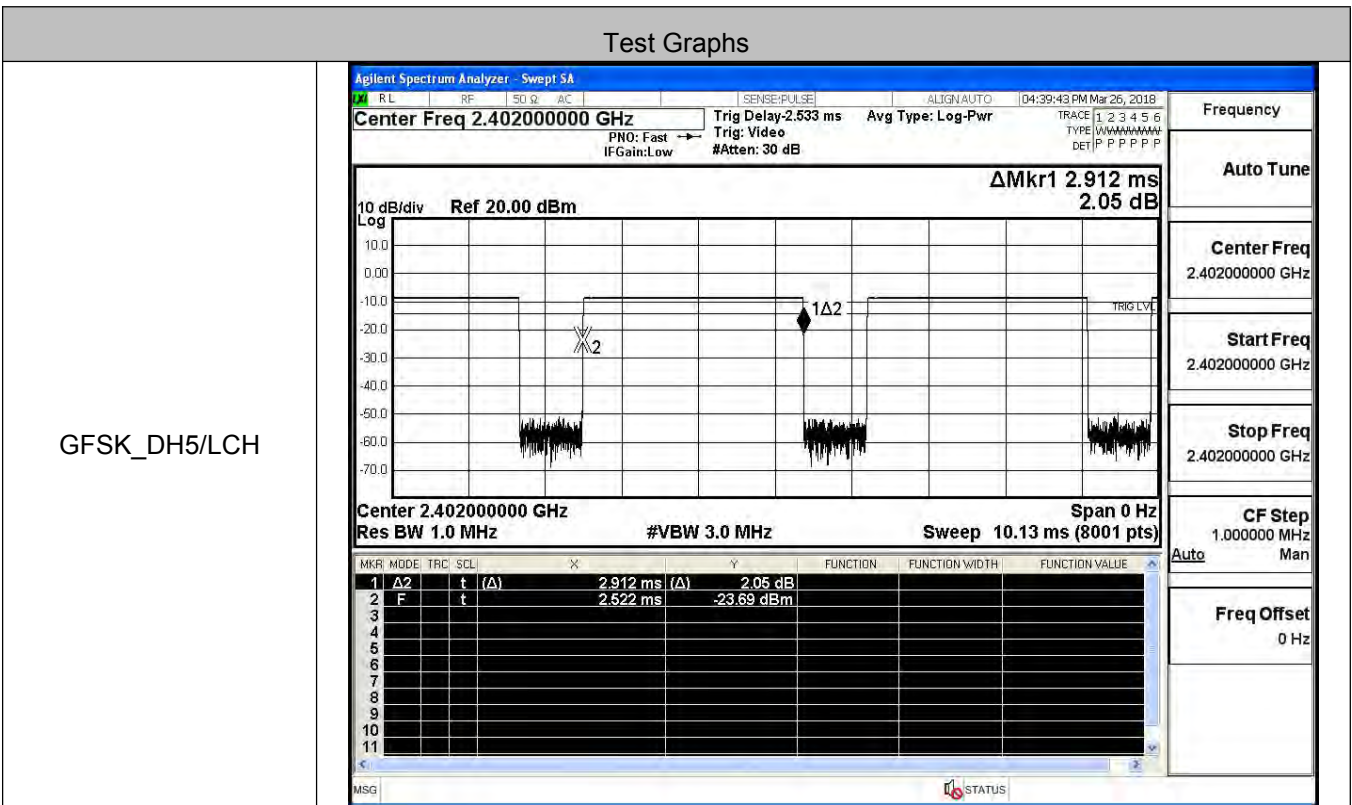 Test Graphs
GFSK_DH5/LCH
Agilent Spectrum Analyzer - Swept SA
LXI RL RF 50 Ω AC SENSE:PULSE ALIGN AUTO 04:39:43 PM Mar 26, 2018
Center Freq 2.402000000 GHz Trig Delay-2.533 ms Avg Type: Log-Pwr TRACE 1 2 3 4 5 6
PNO: Fast Trig: Video TYPE WWWWWW
IFGain:Low #Atten: 30 dB DET P P P P P P
ΔMkr1 2.912 ms
2.05 dB
10 dB/div Ref 20.00 dBm
Log
10.0
0.00
-10.0
-20.0
-30.0
-40.0
-50.0
-60.0
-70.0
1Δ2
2
TRIG LVL
Center 2.402000000 GHz Span 0 Hz
Res BW 1.0 MHz #VBW 3.0 MHz Sweep 10.13 ms (8001 pts)
MKR MODE TRC SCL X Y FUNCTION FUNCTION WIDTH FUNCTION VALUE
1 Δ2 t (Δ) 2.912 ms (Δ) 2.05 dB
2 F t 2.522 ms -23.69 dBm
3
4
5
6
7
8
9
10
11
MSG STATUS
Frequency
Auto Tune
Center Freq
2.402000000 GHz
Start Freq
2.402000000 GHz
Stop Freq
2.402000000 GHz
CF Step
1.000000 MHz
Auto Man
Freq Offset
0 Hz